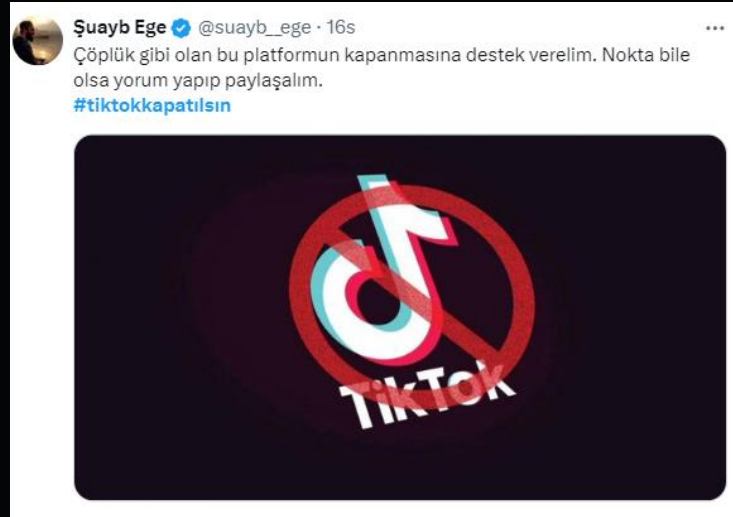 Şuayb Ege @suayb__ege · 16s
Çöplük gibi olan bu platformun kapanmasına destek verelim. Nokta bile
olsa yorum yapıp paylaşalım.
#tiktokkapatılsın
TikTok